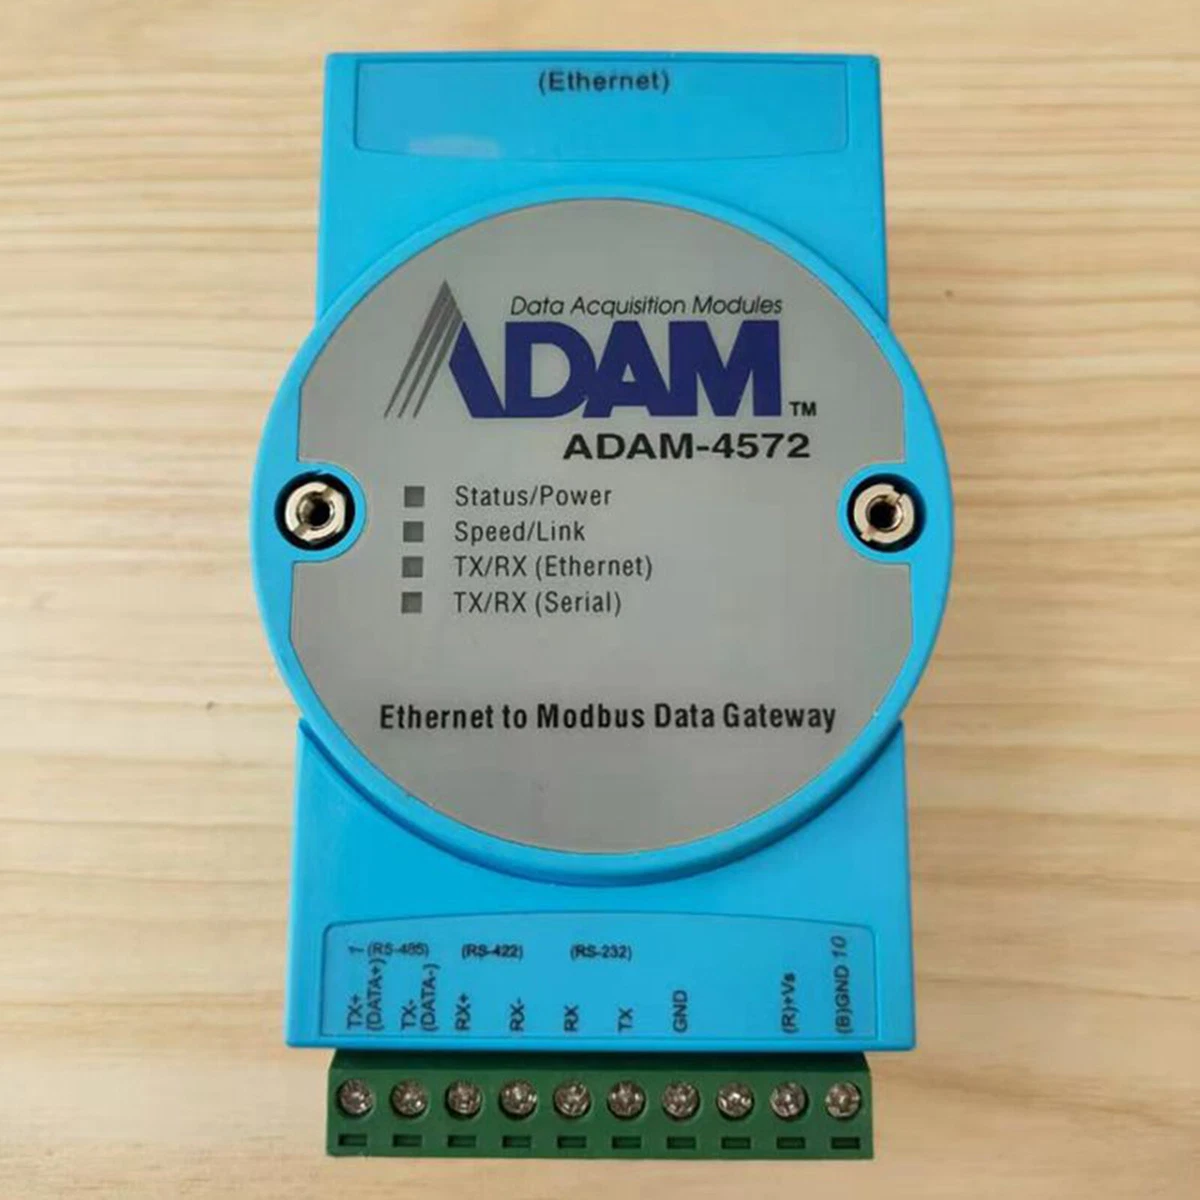 (Ethernet)
Data Acquisition Modules
ADAM TM
ADAM-4572
Status/Power
Speed/Link
TX/RX (Ethernet)
TX/RX (Serial)
Ethernet to Modbus Data Gateway
1 (RS-485) (RS-422) (RS-232)
TX+
(DATA+)
TX-
(DATA-)
RX+
RX-
RX
TX
GND
(R)+Vs
(B)GND 10